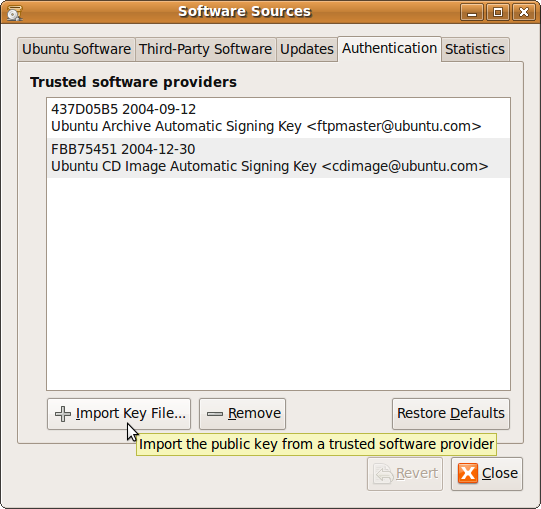 Software Sources
Ubuntu Software Third-Party Software Updates Authentication Statistics
Trusted software providers
437D05B5 2004-09-12
Ubuntu Archive Automatic Signing Key <ftpmaster@ubuntu.com>
FBB75451 2004-12-30
Ubuntu CD Image Automatic Signing Key <cdimage@ubuntu.com>
Import Key File... Remove Restore Defaults
Import the public key from a trusted software provider
Revert Close